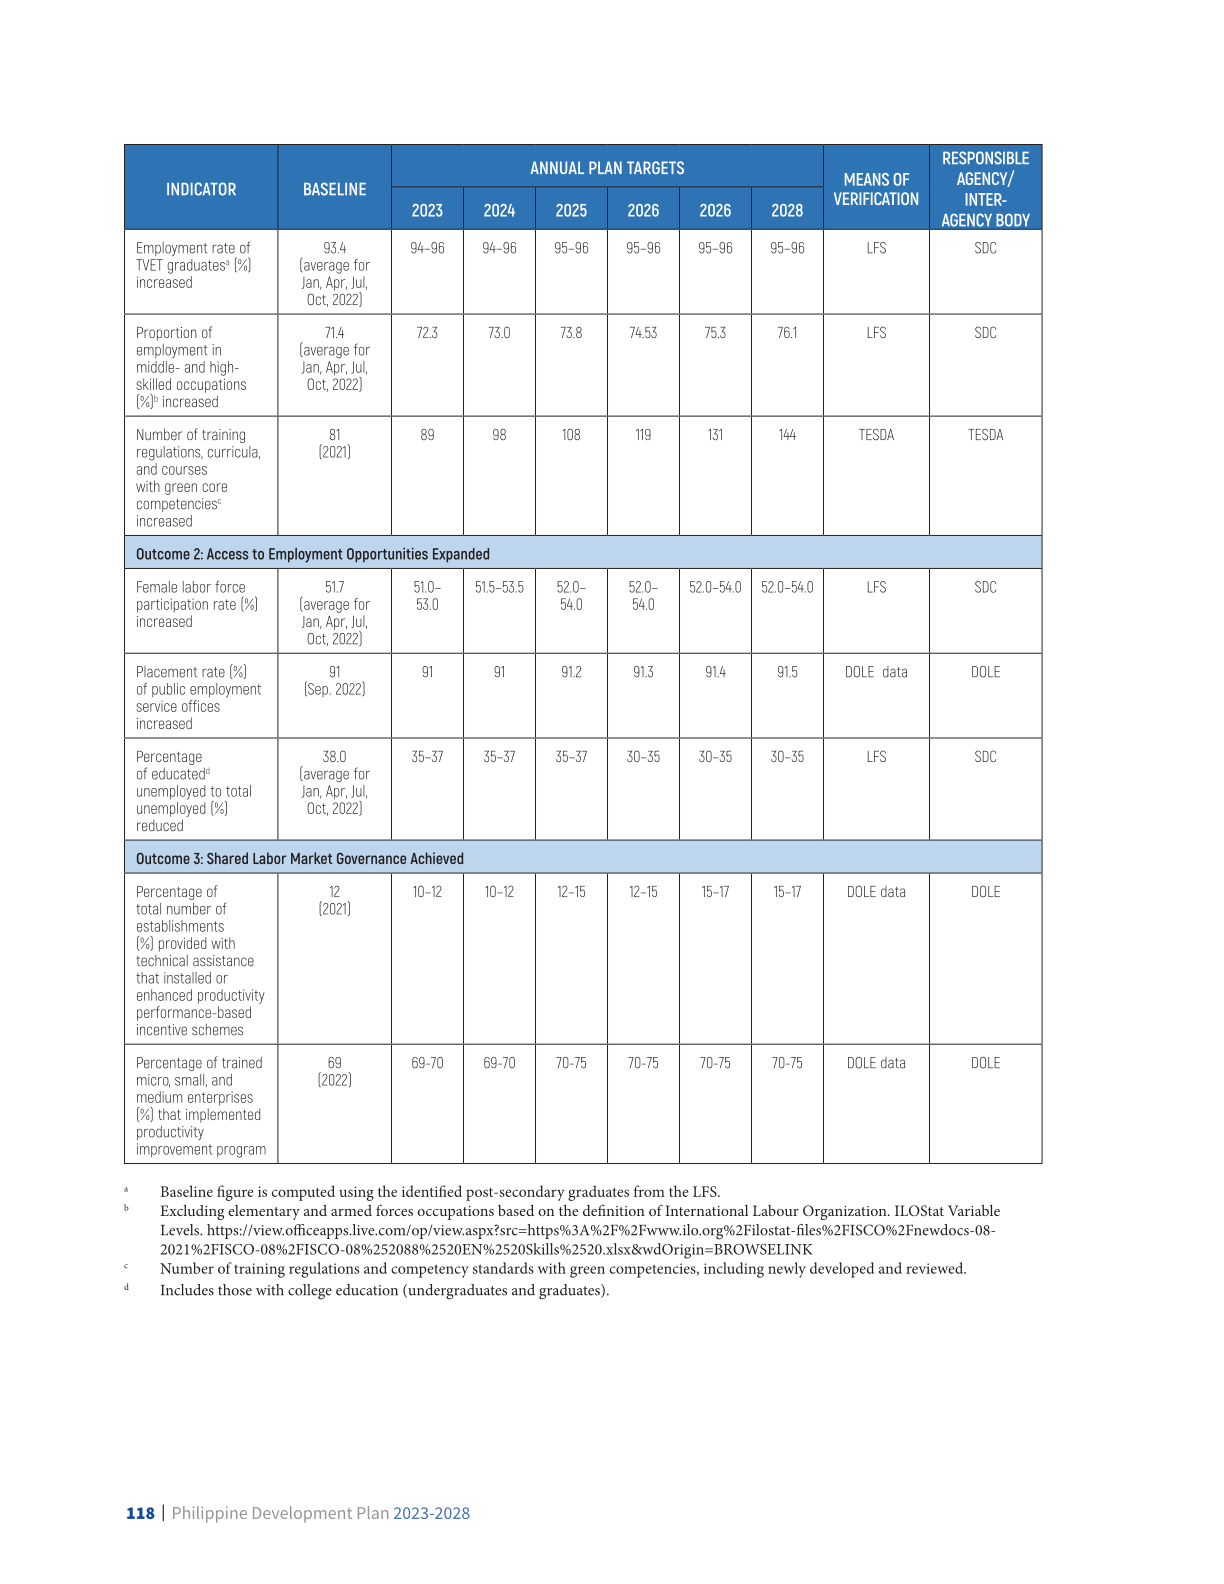 INDICATOR
BASELINE
ANNUAL PLAN TARGETS
MEANS OF
VERIFICATION
RESPONSIBLE
AGENCY/
INTER-
AGENCY BODY
2023 2024 2025 2026 2026 2028
Employment rate of
TVET graduatesᵃ (%)
increased
93.4
(average for
Jan, Apr, Jul,
Oct, 2022)
94–96 94–96 95–96 95–96 95–96 95–96 LFS SDC
Proportion of
employment in
middle- and high-
skilled occupations
(%)ᵇ increased
71.4
(average for
Jan, Apr, Jul,
Oct, 2022)
72.3 73.0 73.8 74.53 75.3 76.1 LFS SDC
Number of training
regulations, curricula,
and courses
with green core
competenciesᶜ
increased
81
(2021)
89 98 108 119 131 144 TESDA TESDA
Outcome 2: Access to Employment Opportunities Expanded
Female labor force
participation rate (%)
increased
51.7
(average for
Jan, Apr, Jul,
Oct, 2022)
51.0–
53.0
51.5–53.5
52.0–
54.0
52.0–
54.0
52.0–54.0 52.0–54.0 LFS SDC
Placement rate (%)
of public employment
service offices
increased
91
(Sep. 2022)
91 91 91.2 91.3 91.4 91.5 DOLE data DOLE
Percentage
of educatedᵈ
unemployed to total
unemployed (%)
reduced
38.0
(average for
Jan, Apr, Jul,
Oct, 2022)
35–37 35–37 35–37 30–35 30–35 30–35 LFS SDC
Outcome 3: Shared Labor Market Governance Achieved
Percentage of
total number of
establishments
(%) provided with
technical assistance
that installed or
enhanced productivity
performance-based
incentive schemes
12
(2021)
10–12 10–12 12–15 12–15 15–17 15–17 DOLE data DOLE
Percentage of trained
micro, small, and
medium enterprises
(%) that implemented
productivity
improvement program
69
(2022)
69-70 69-70 70-75 70-75 70-75 70-75 DOLE data DOLE
ᵃ Baseline figure is computed using the identified post-secondary graduates from the LFS.
ᵇ Excluding elementary and armed forces occupations based on the definition of International Labour Organization. ILOStat Variable
Levels. https://view.officeapps.live.com/op/view.aspx?src=https%3A%2F%2Fwww.ilo.org%2Filostat-files%2FISCO%2Fnewdocs-08-
2021%2FISCO-08%2FISCO-08%252088%2520EN%2520Skills%2520.xlsx&wdOrigin=BROWSELINK
ᶜ Number of training regulations and competency standards with green competencies, including newly developed and reviewed.
ᵈ Includes those with college education (undergraduates and graduates).
118 | Philippine Development Plan 2023-2028